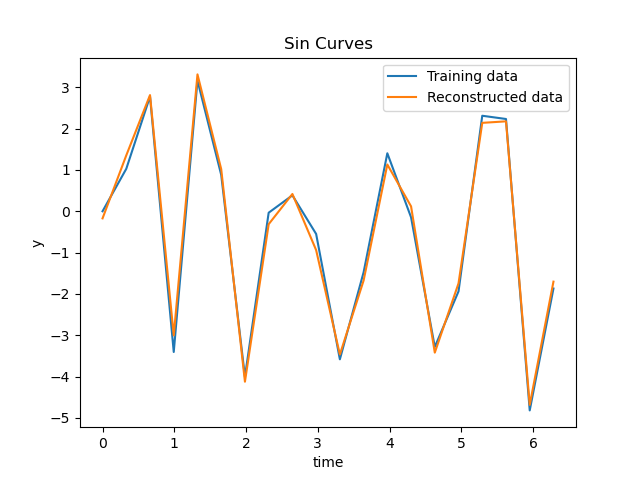 Sin Curves
Training data
Reconstructed data
3
2
1
0
−1
−2
−3
−4
−5
y
0 1 2 3 4 5 6
time